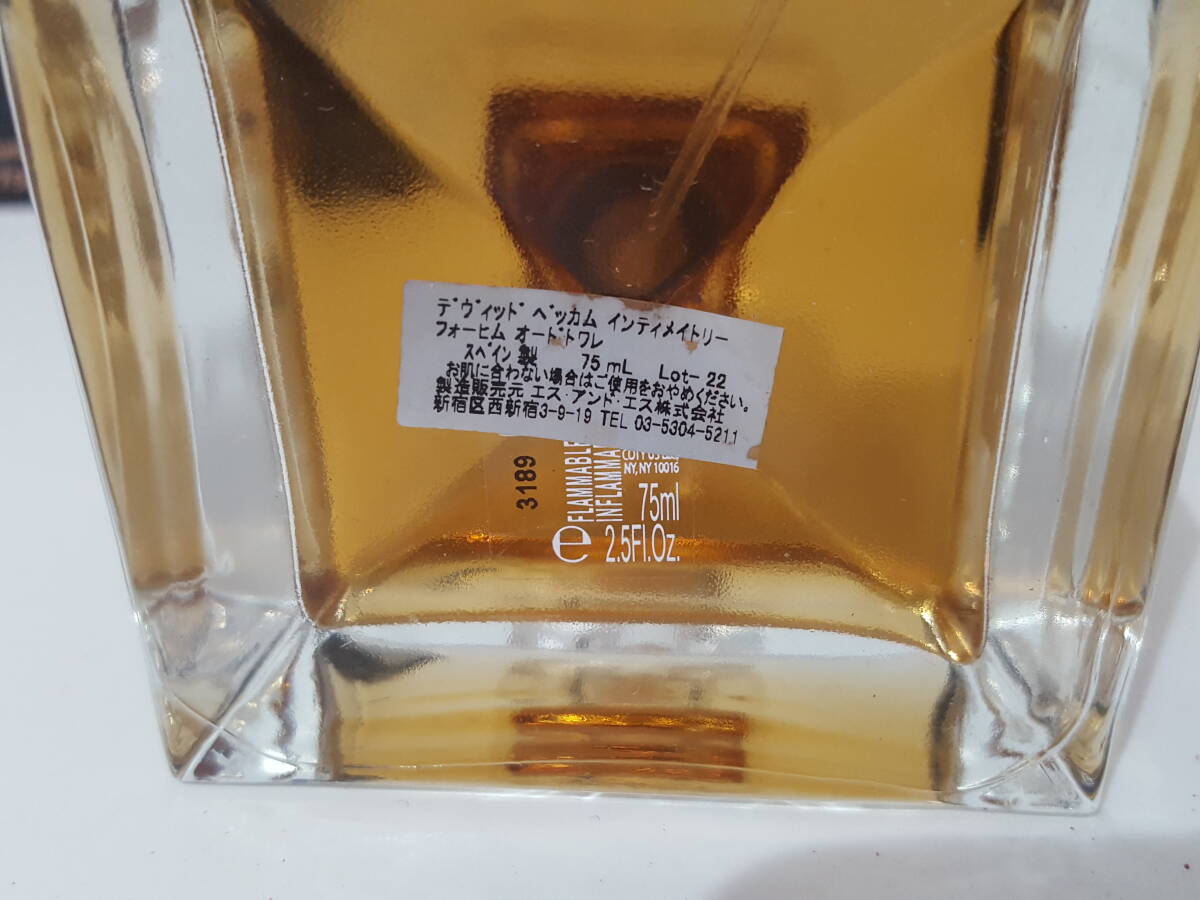 デヴィッド ベッカム インティメイトリー
フォーヒム オードトワレ
スペイン製 75 mL Lot- 22
お肌に合わない場合はご使用をおやめください。
製造販売元 エス・アンド・エス株式会社
新宿区西新宿3-9-19 TEL 03-5304-5211
3189
FLAMMABLE
INFLAMMA
COTY US
NY, NY 10016
75ml
℮ 2.5Fl.Oz.